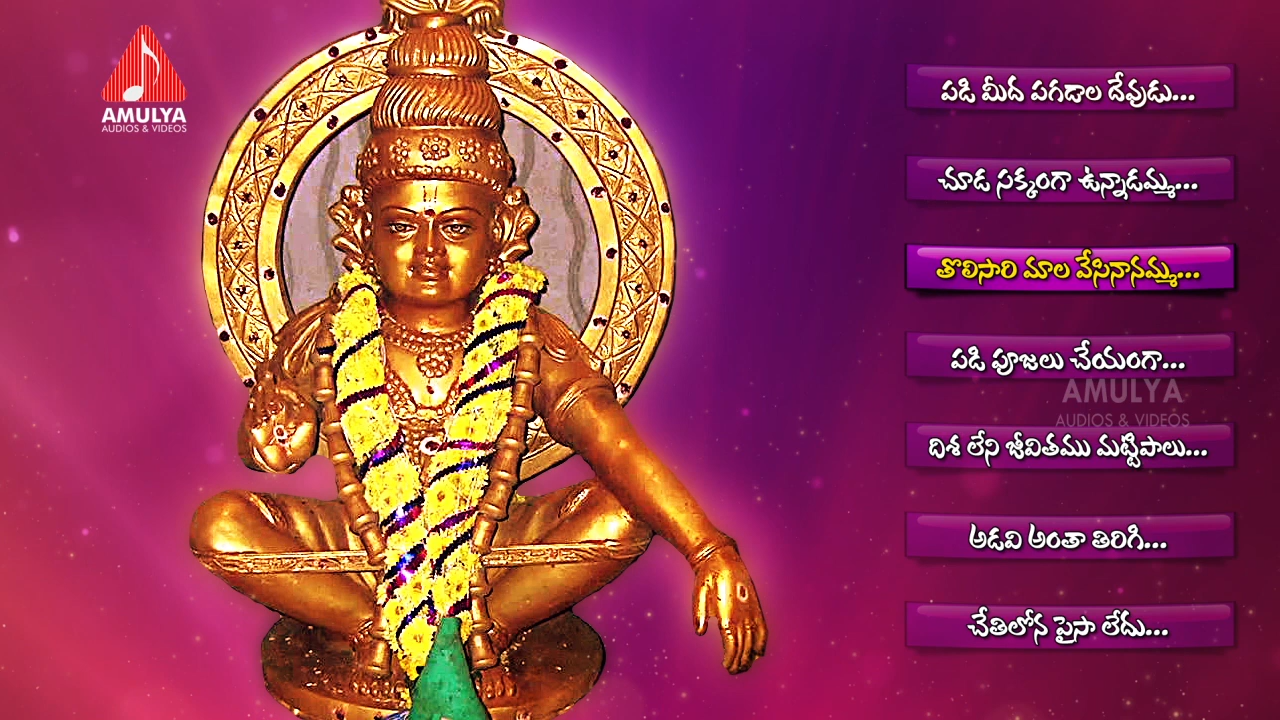 AMULYA
AUDIOS & VIDEOS
పడి మీద పగడాల దేవుడు...
చూడ సక్కంగా ఉన్నాడమ్మ...
తొలిసారి మాల వేసినానమ్మ...
పడి పూజలు చేయంగా...
AMULYA
AUDIOS & VIDEOS
దిశ లేని జీవితము మట్టిపాలు...
అడవి అంతా తిరిగి...
చేతిలోన పైసా లేదు...